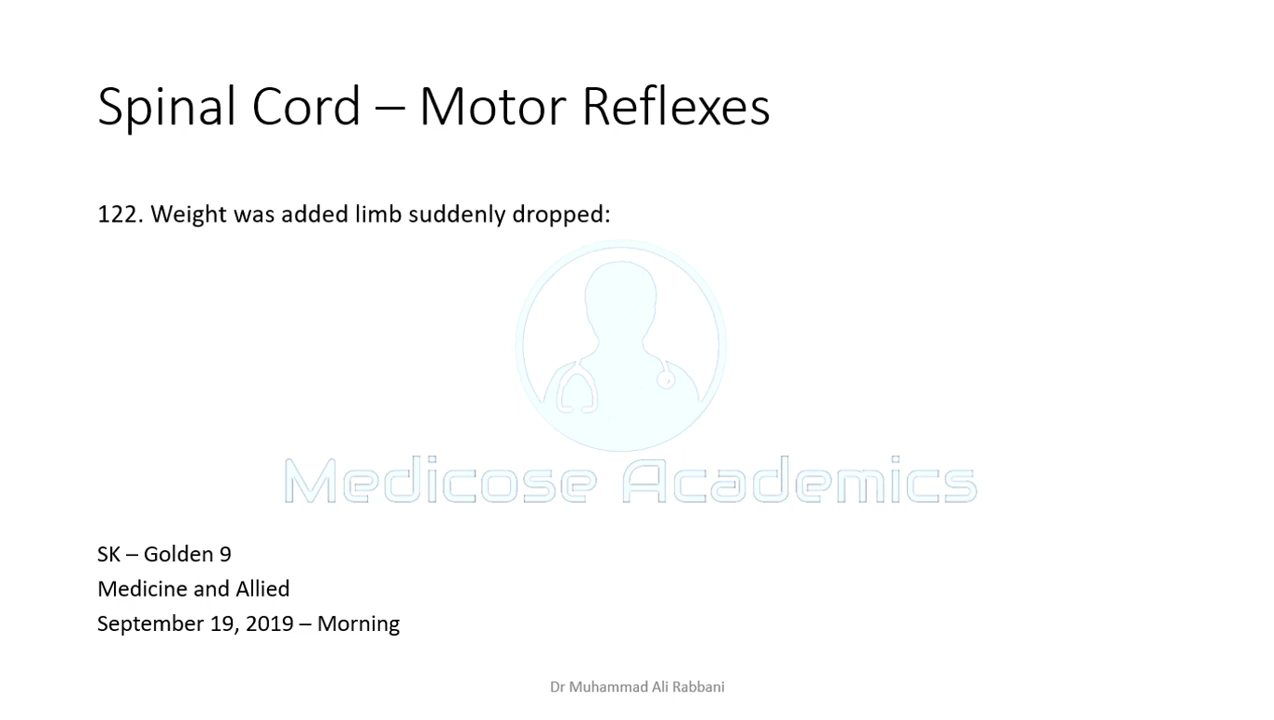 Spinal Cord – Motor Reflexes
122. Weight was added limb suddenly dropped:
Medicose Academics
SK – Golden 9
Medicine and Allied
September 19, 2019 – Morning
Dr Muhammad Ali Rabbani